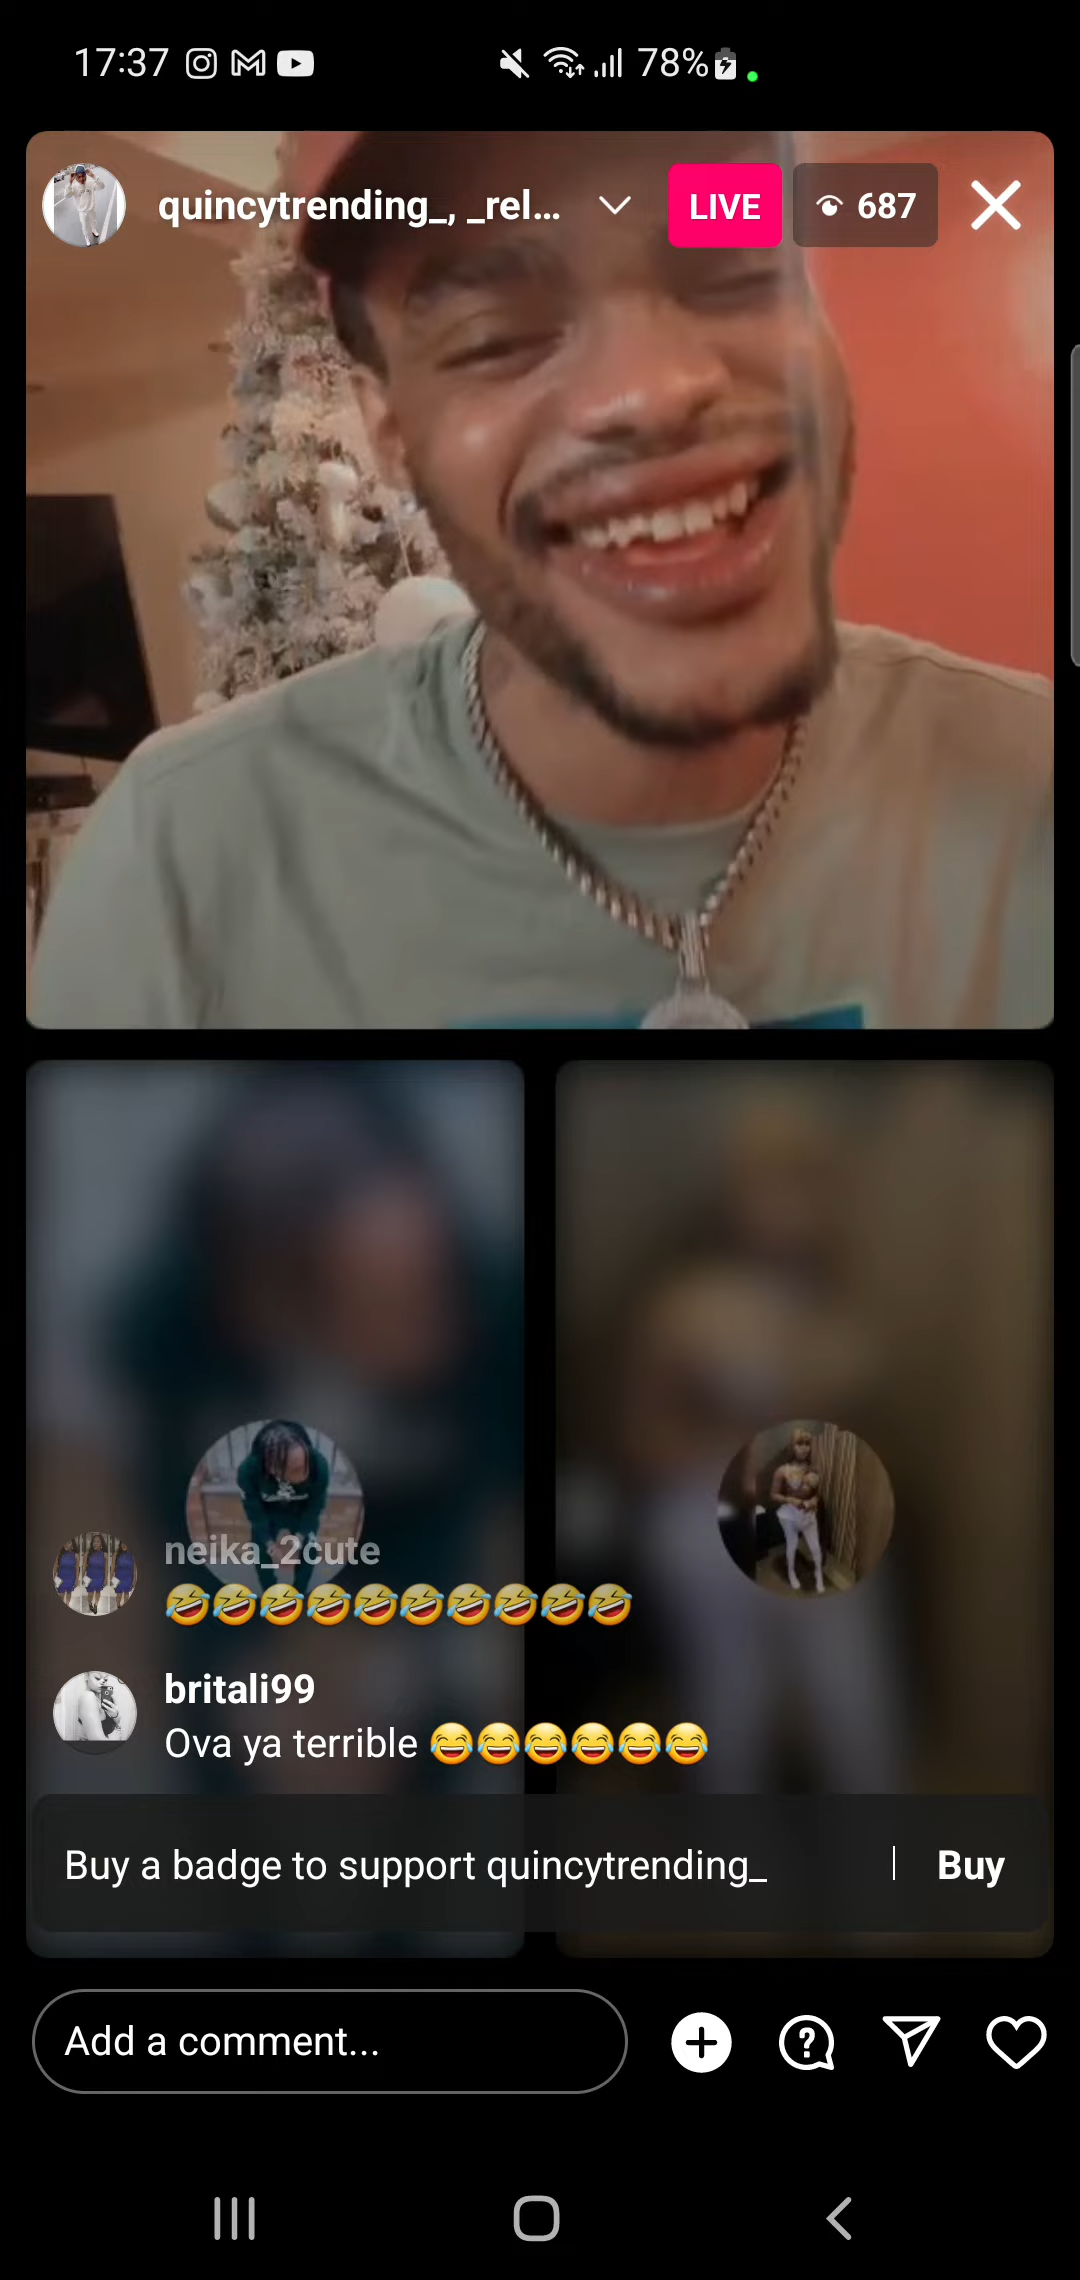 17:37 78%
quincytrending_, _rel... LIVE 687
neika_2cute
🤣🤣🤣🤣🤣🤣🤣🤣🤣🤣
britali99
Ova ya terrible 😂😂😂😂😂😂
Buy a badge to support quincytrending_ | Buy
Add a comment...